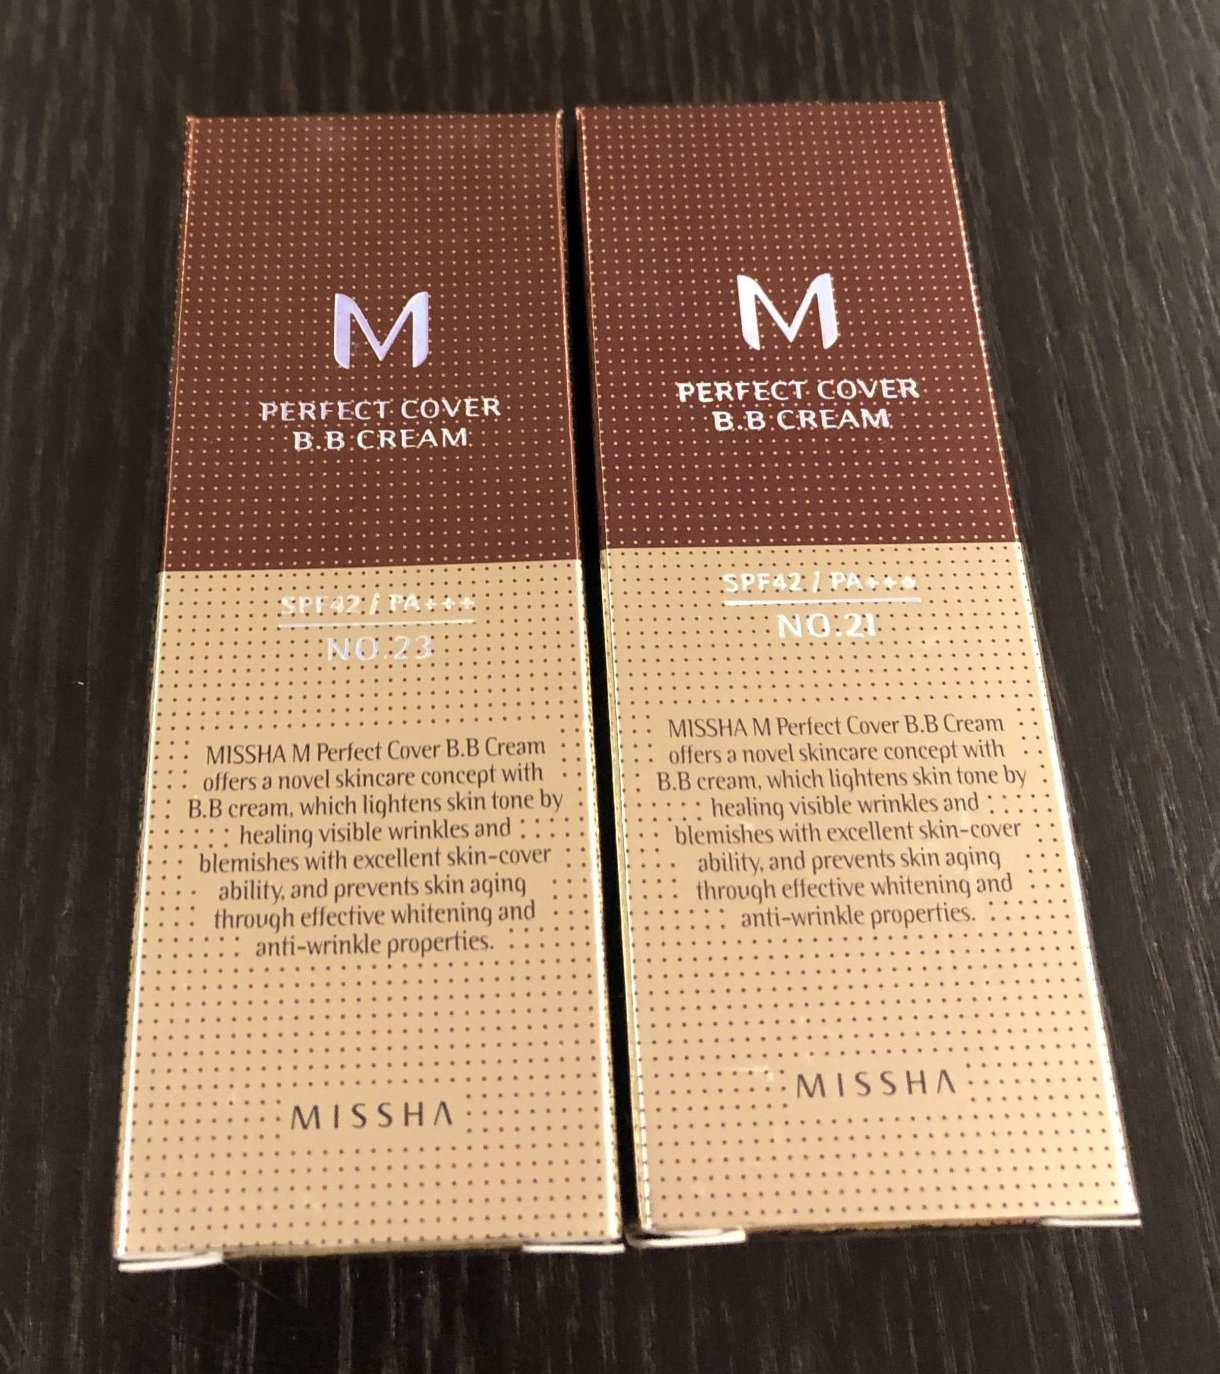 M
PERFECT COVER
B.B CREAM
SPF42 / PA+++
NO.23
MISSHA M Perfect Cover B.B Cream
offers a novel skincare concept with
B.B cream, which lightens skin tone by
healing visible wrinkles and
blemishes with excellent skin-cover
ability, and prevents skin aging
through effective whitening and
anti-wrinkle properties.
MISSHA
M
PERFECT COVER
B.B CREAM
SPF42 / PA+++
NO.21
MISSHA M Perfect Cover B.B Cream
offers a novel skincare concept with
B.B cream, which lightens skin tone by
healing visible wrinkles and
blemishes with excellent skin-cover
ability, and prevents skin aging
through effective whitening and
anti-wrinkle properties.
MISSHA